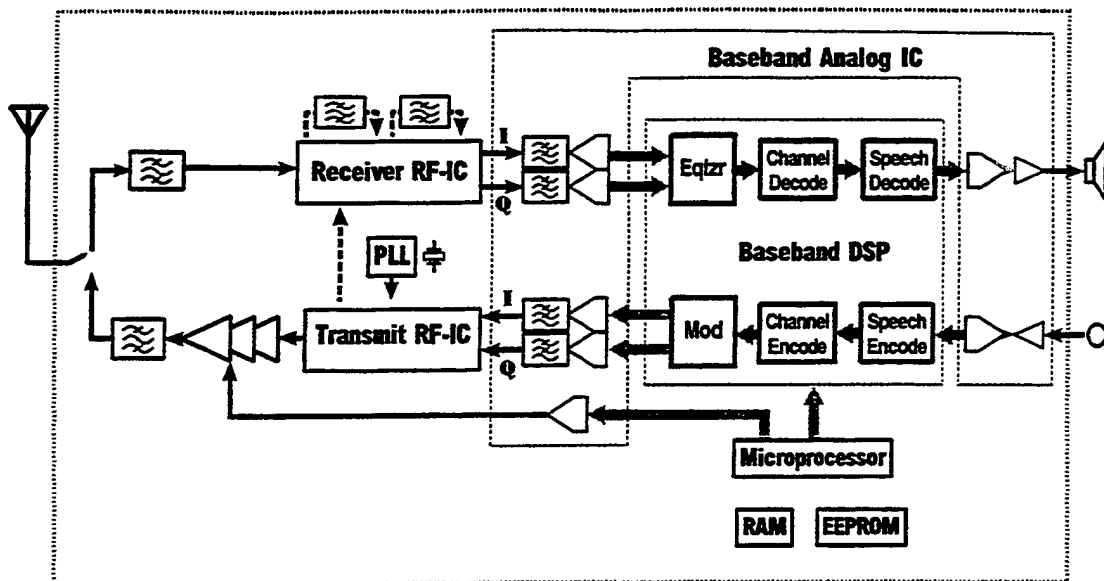 Baseband Analog IC
Receiver RF-IC
I
Q
Eqlzr
Channel
Decode
Speech
Decode
PLL
Baseband DSP
Transmit RF-IC
I
Q
Mod
Channel
Encode
Speech
Encode
Microprocessor
RAM
EEPROM